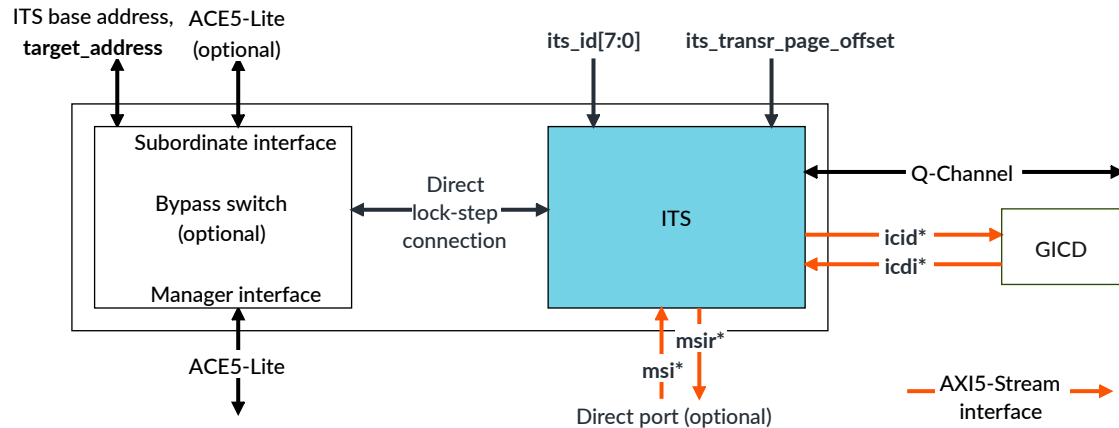 ITS base address,
target_address
ACE5-Lite
(optional)
its_id[7:0]
its_transr_page_offset
Subordinate interface
Bypass switch
(optional)
Manager interface
Direct
lock-step
connection
ITS
Q-Channel
icid*
icdi*
GICD
ACE5-Lite
msir*
msi*
Direct port (optional)
AXI5-Stream
interface